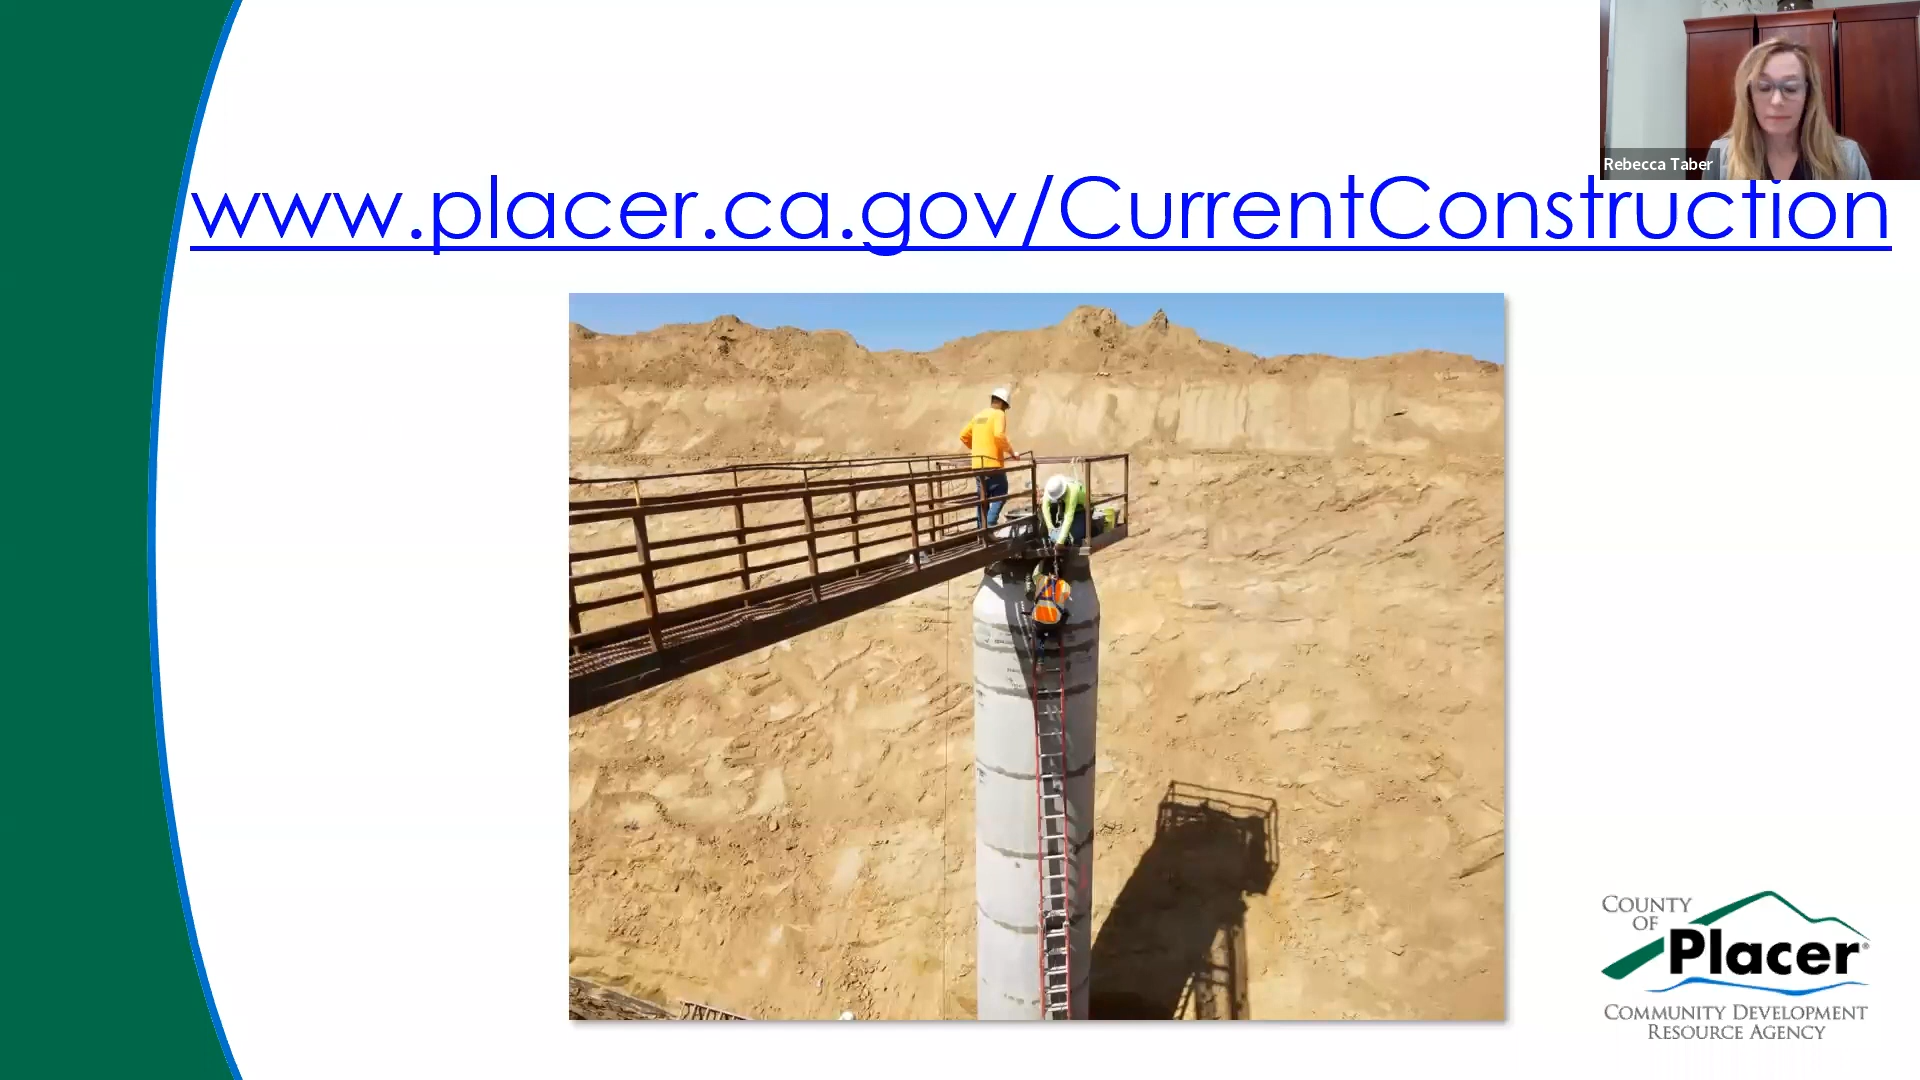 Rebecca Taber
www.placer.ca.gov/CurrentConstruction
COUNTY
OF
Placer®
COMMUNITY DEVELOPMENT
RESOURCE AGENCY